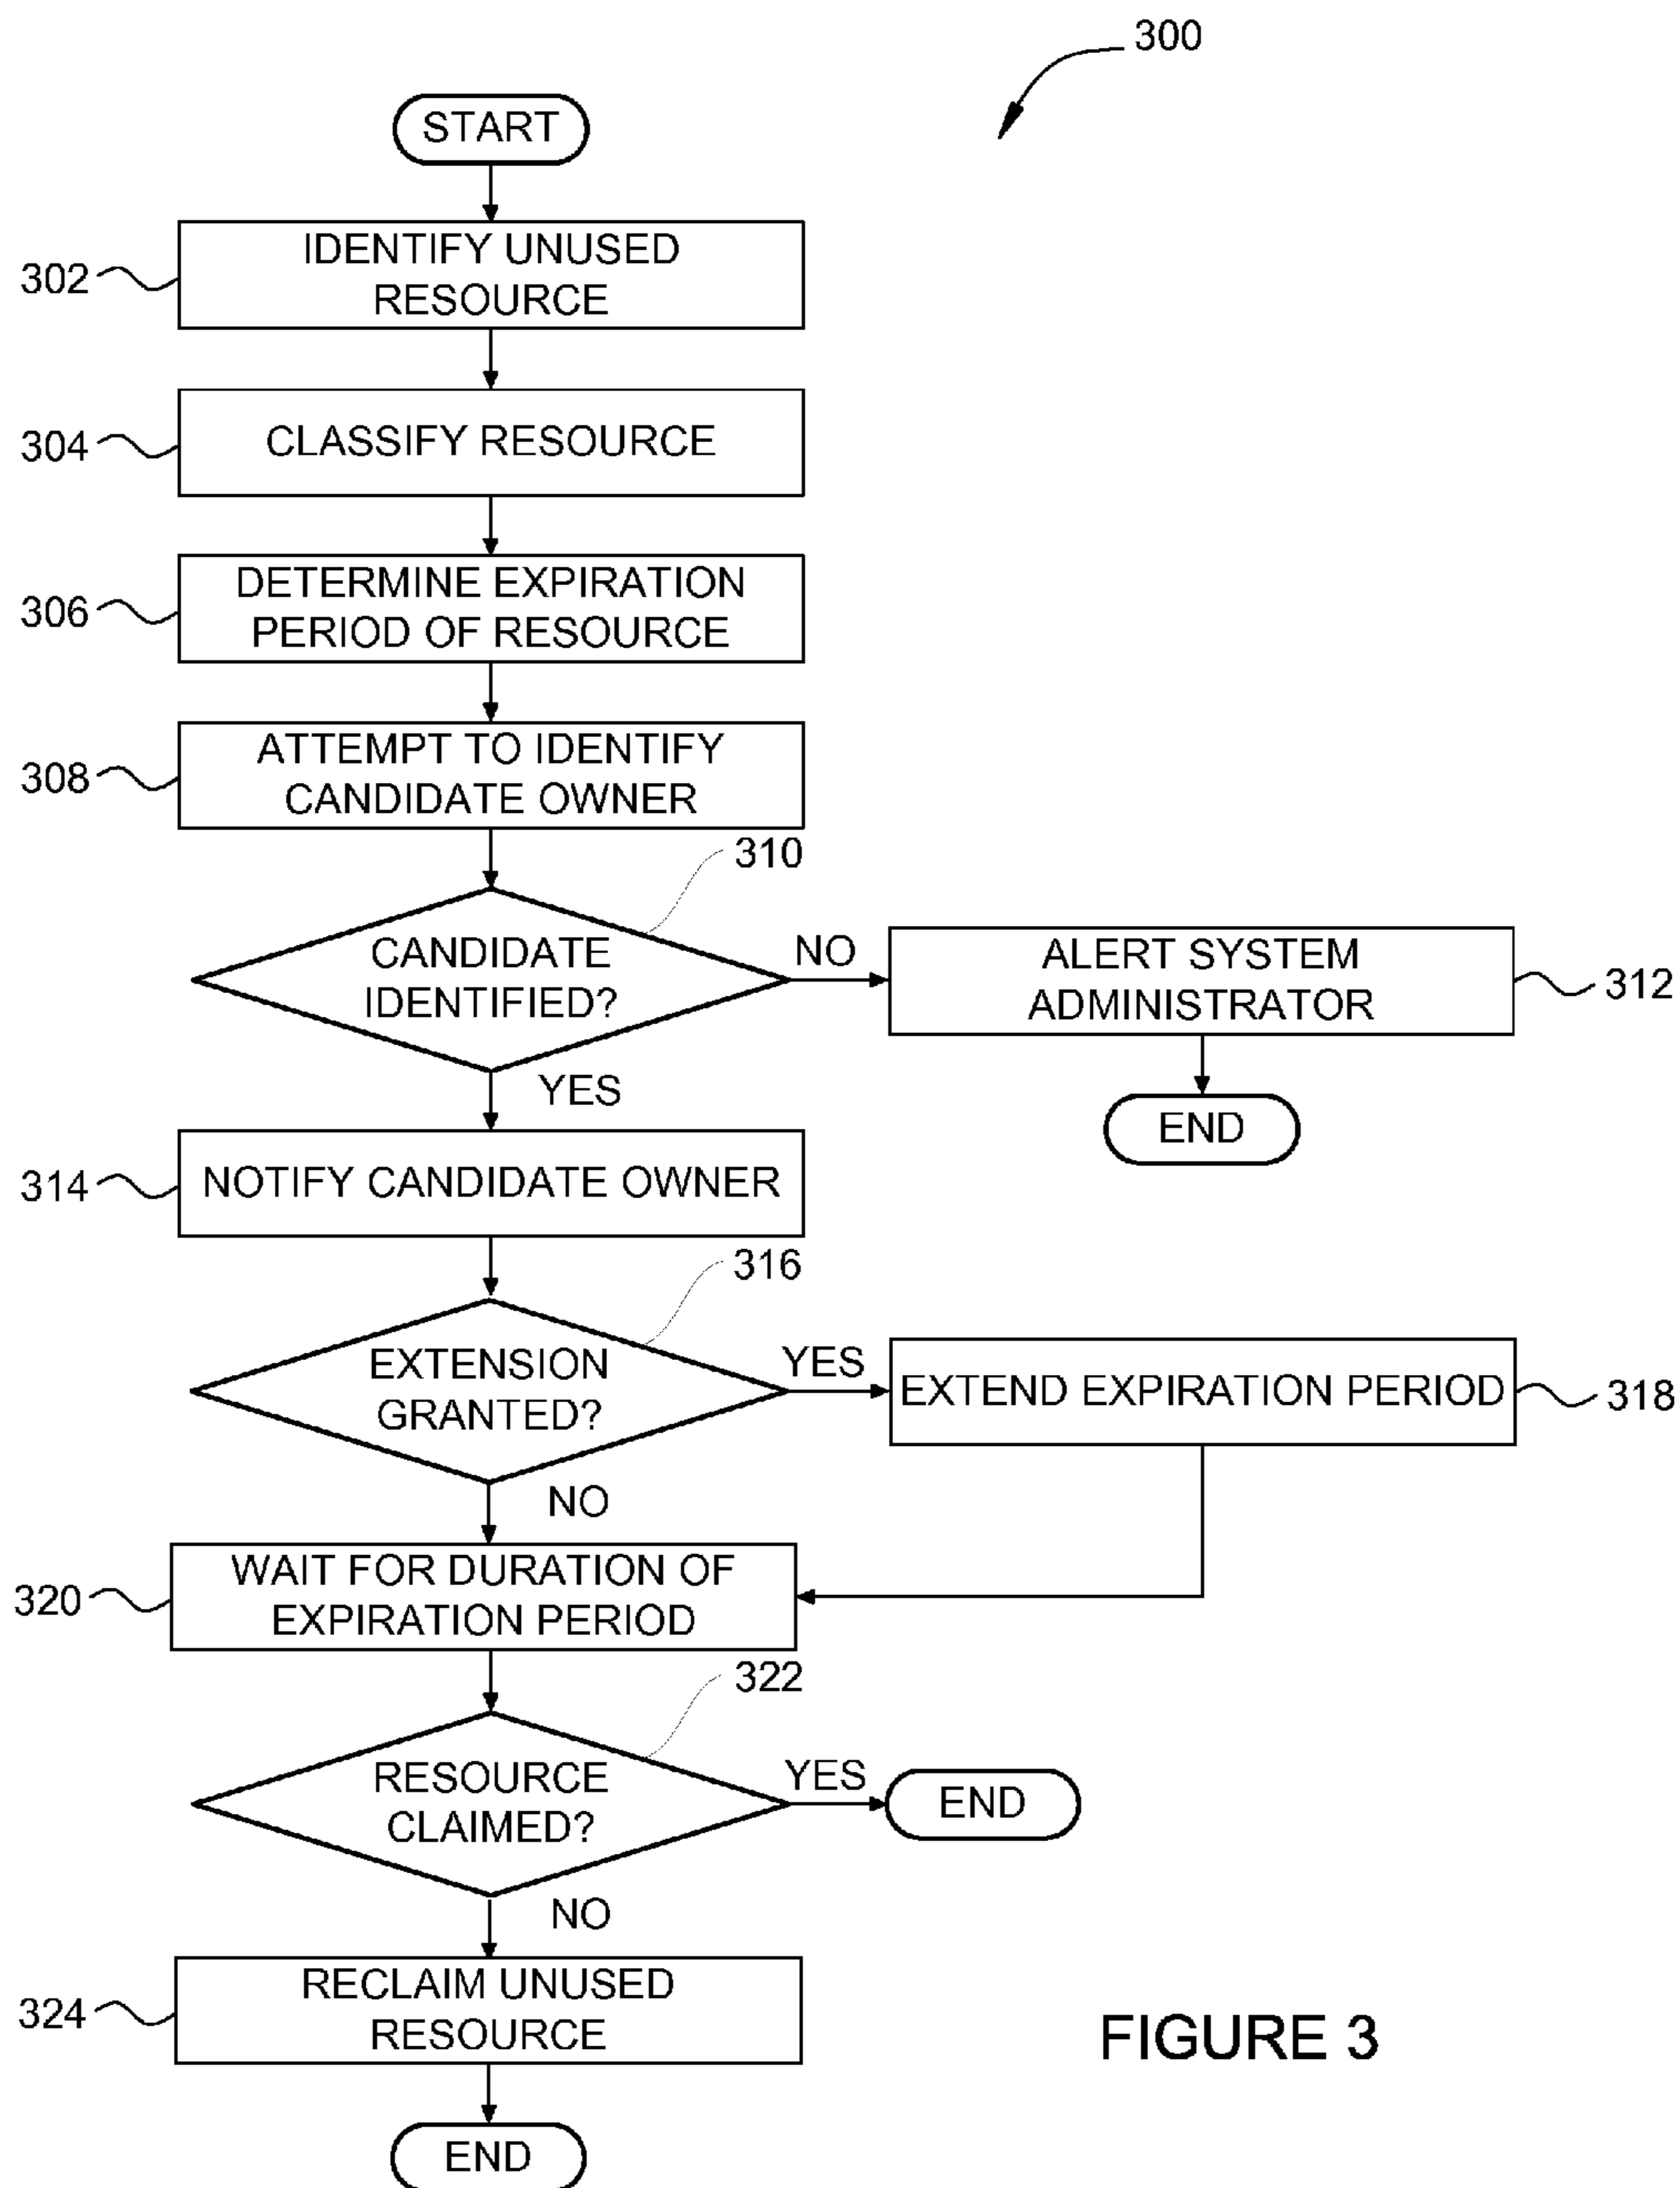 300
START
302
IDENTIFY UNUSED
RESOURCE
304
CLASSIFY RESOURCE
306
DETERMINE EXPIRATION
PERIOD OF RESOURCE
308
ATTEMPT TO IDENTIFY
CANDIDATE OWNER
310
CANDIDATE
IDENTIFIED?
NO
ALERT SYSTEM
ADMINISTRATOR
312
YES
END
314
NOTIFY CANDIDATE OWNER
316
EXTENSION
GRANTED?
YES
EXTEND EXPIRATION PERIOD
318
NO
320
WAIT FOR DURATION OF
EXPIRATION PERIOD
322
RESOURCE
CLAIMED?
YES
END
NO
324
RECLAIM UNUSED
RESOURCE
END
FIGURE 3